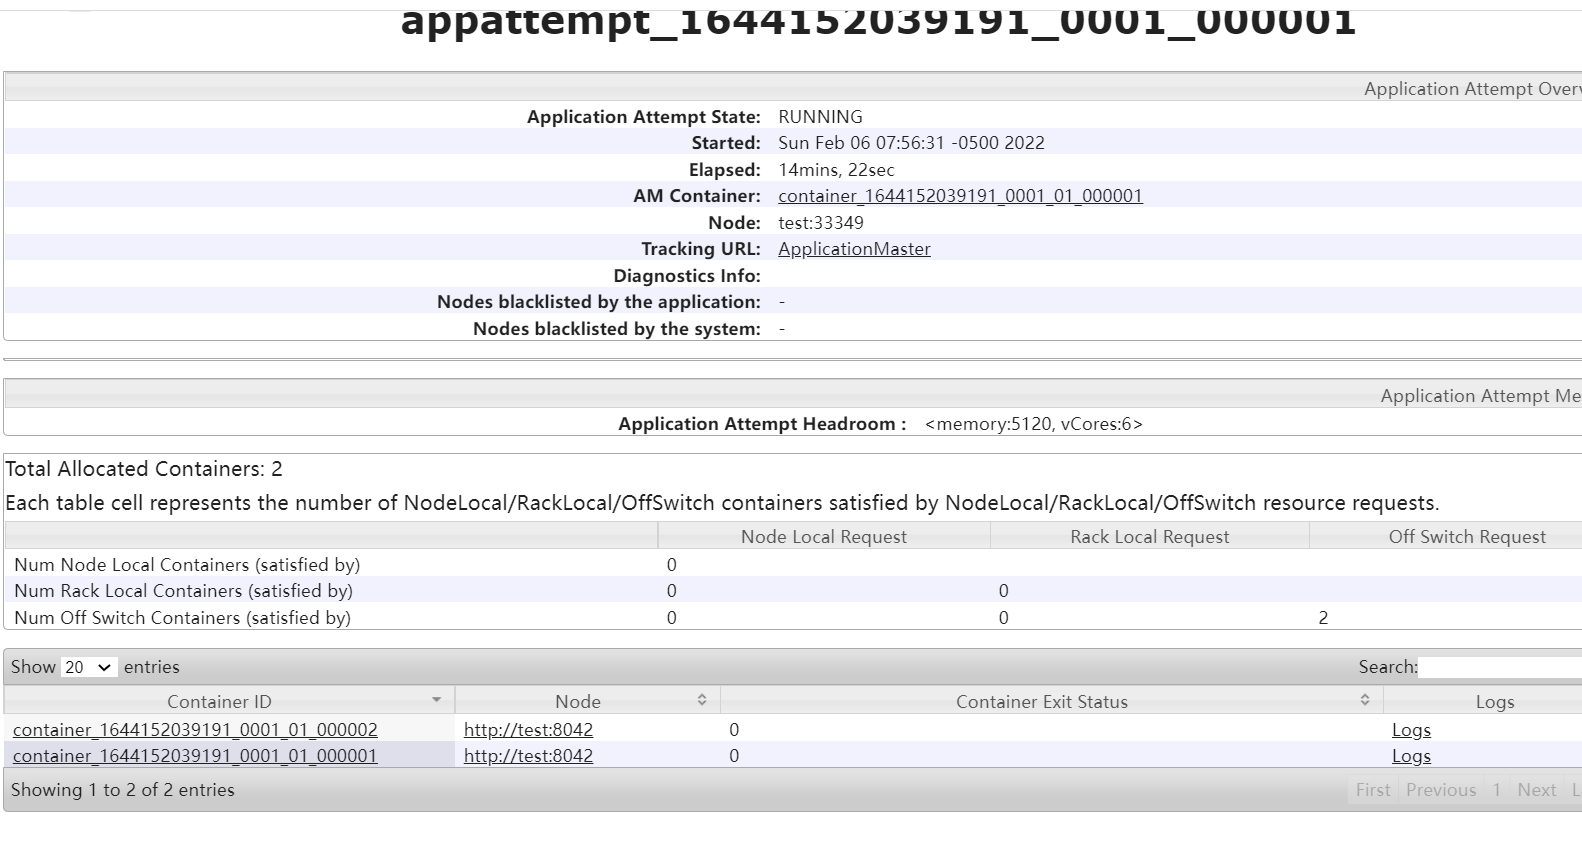 appattempt_1644152039191_0001_000001
Application Attempt Overv
Application Attempt State: RUNNING
Started: Sun Feb 06 07:56:31 -0500 2022
Elapsed: 14mins, 22sec
AM Container: container_1644152039191_0001_01_000001
Node: test:33349
Tracking URL: ApplicationMaster
Diagnostics Info:
Nodes blacklisted by the application: -
Nodes blacklisted by the system: -
Application Attempt Me
Application Attempt Headroom : <memory:5120, vCores:6>
Total Allocated Containers: 2
Each table cell represents the number of NodeLocal/RackLocal/OffSwitch containers satisfied by NodeLocal/RackLocal/OffSwitch resource requests.
Node Local Request Rack Local Request Off Switch Request
Num Node Local Containers (satisfied by) 0
Num Rack Local Containers (satisfied by) 0 0
Num Off Switch Containers (satisfied by) 0 0 2
Show 20 entries Search:
Container ID Node Container Exit Status Logs
container_1644152039191_0001_01_000002 http://test:8042 0 Logs
container_1644152039191_0001_01_000001 http://test:8042 0 Logs
Showing 1 to 2 of 2 entries First Previous 1 Next L